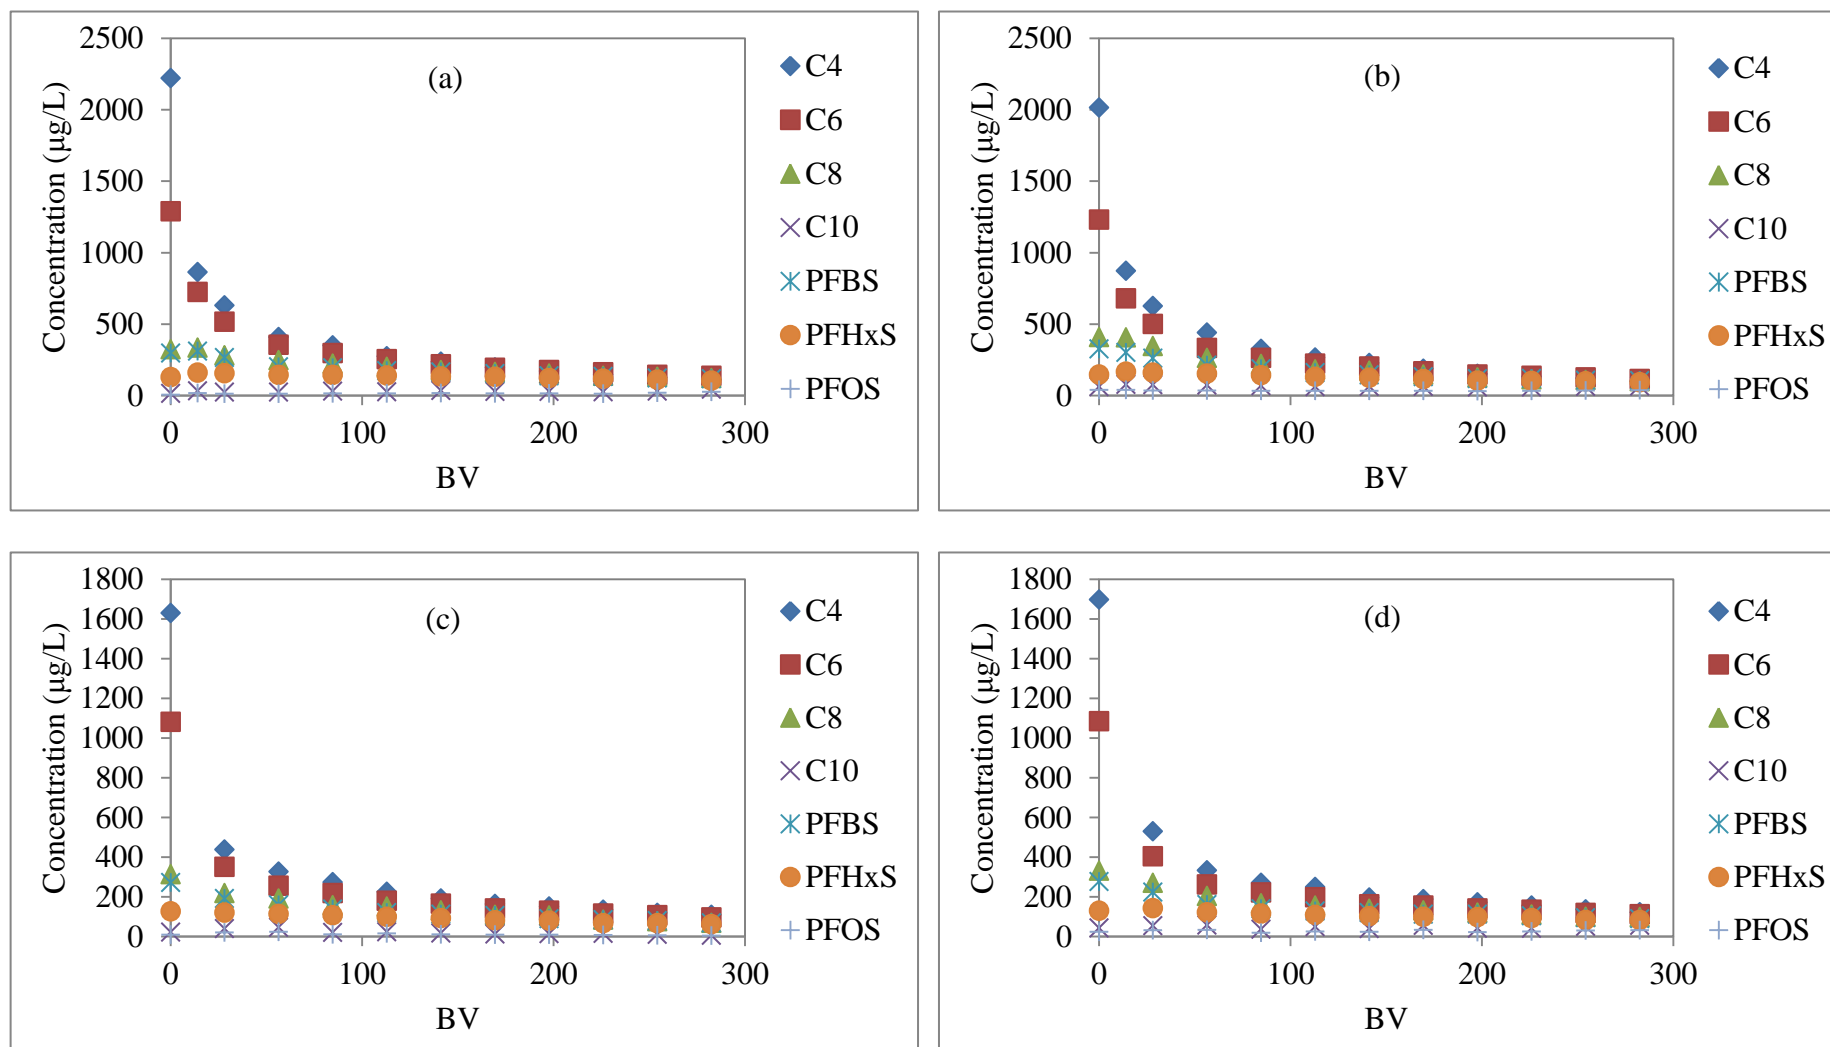 (a)
Concentration (µg/L)
2500
2000
1500
1000
500
0
0 100 200 300
BV
C4
C6
C8
C10
PFBS
PFHxS
PFOS
(b)
Concentration (µg/L)
2500
2000
1500
1000
500
0
0 100 200 300
BV
C4
C6
C8
C10
PFBS
PFHxS
PFOS
(c)
Concentration (µg/L)
1800
1600
1400
1200
1000
800
600
400
200
0
0 100 200 300
BV
C4
C6
C8
C10
PFBS
PFHxS
PFOS
(d)
Concentration (µg/L)
1800
1600
1400
1200
1000
800
600
400
200
0
0 100 200 300
BV
C4
C6
C8
C10
PFBS
PFHxS
PFOS